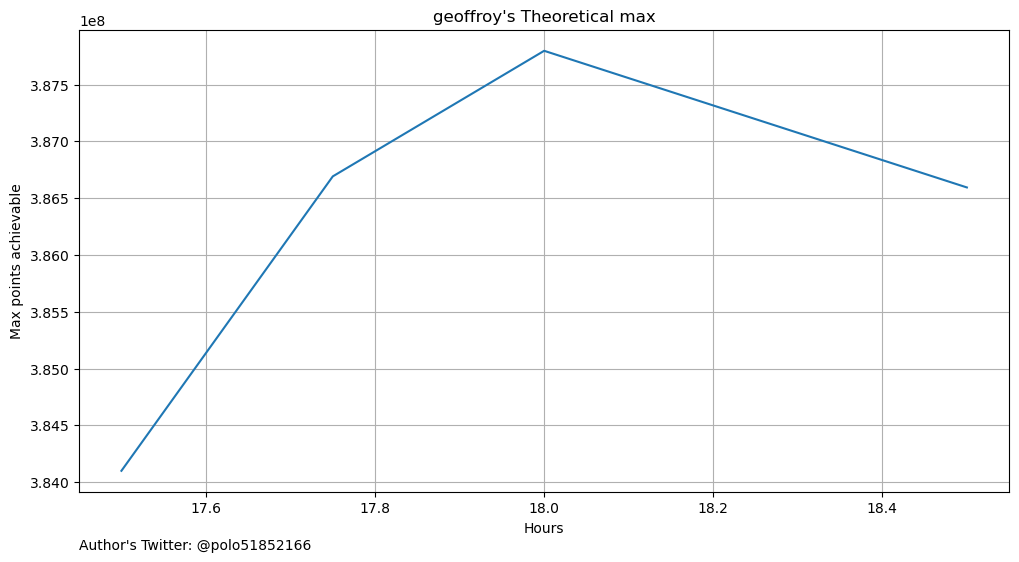 geoffroy's Theoretical max
1e8
Max points achievable
3.875
3.870
3.865
3.860
3.855
3.850
3.845
3.840
17.6 17.8 18.0 18.2 18.4
Hours
Author's Twitter: @polo51852166